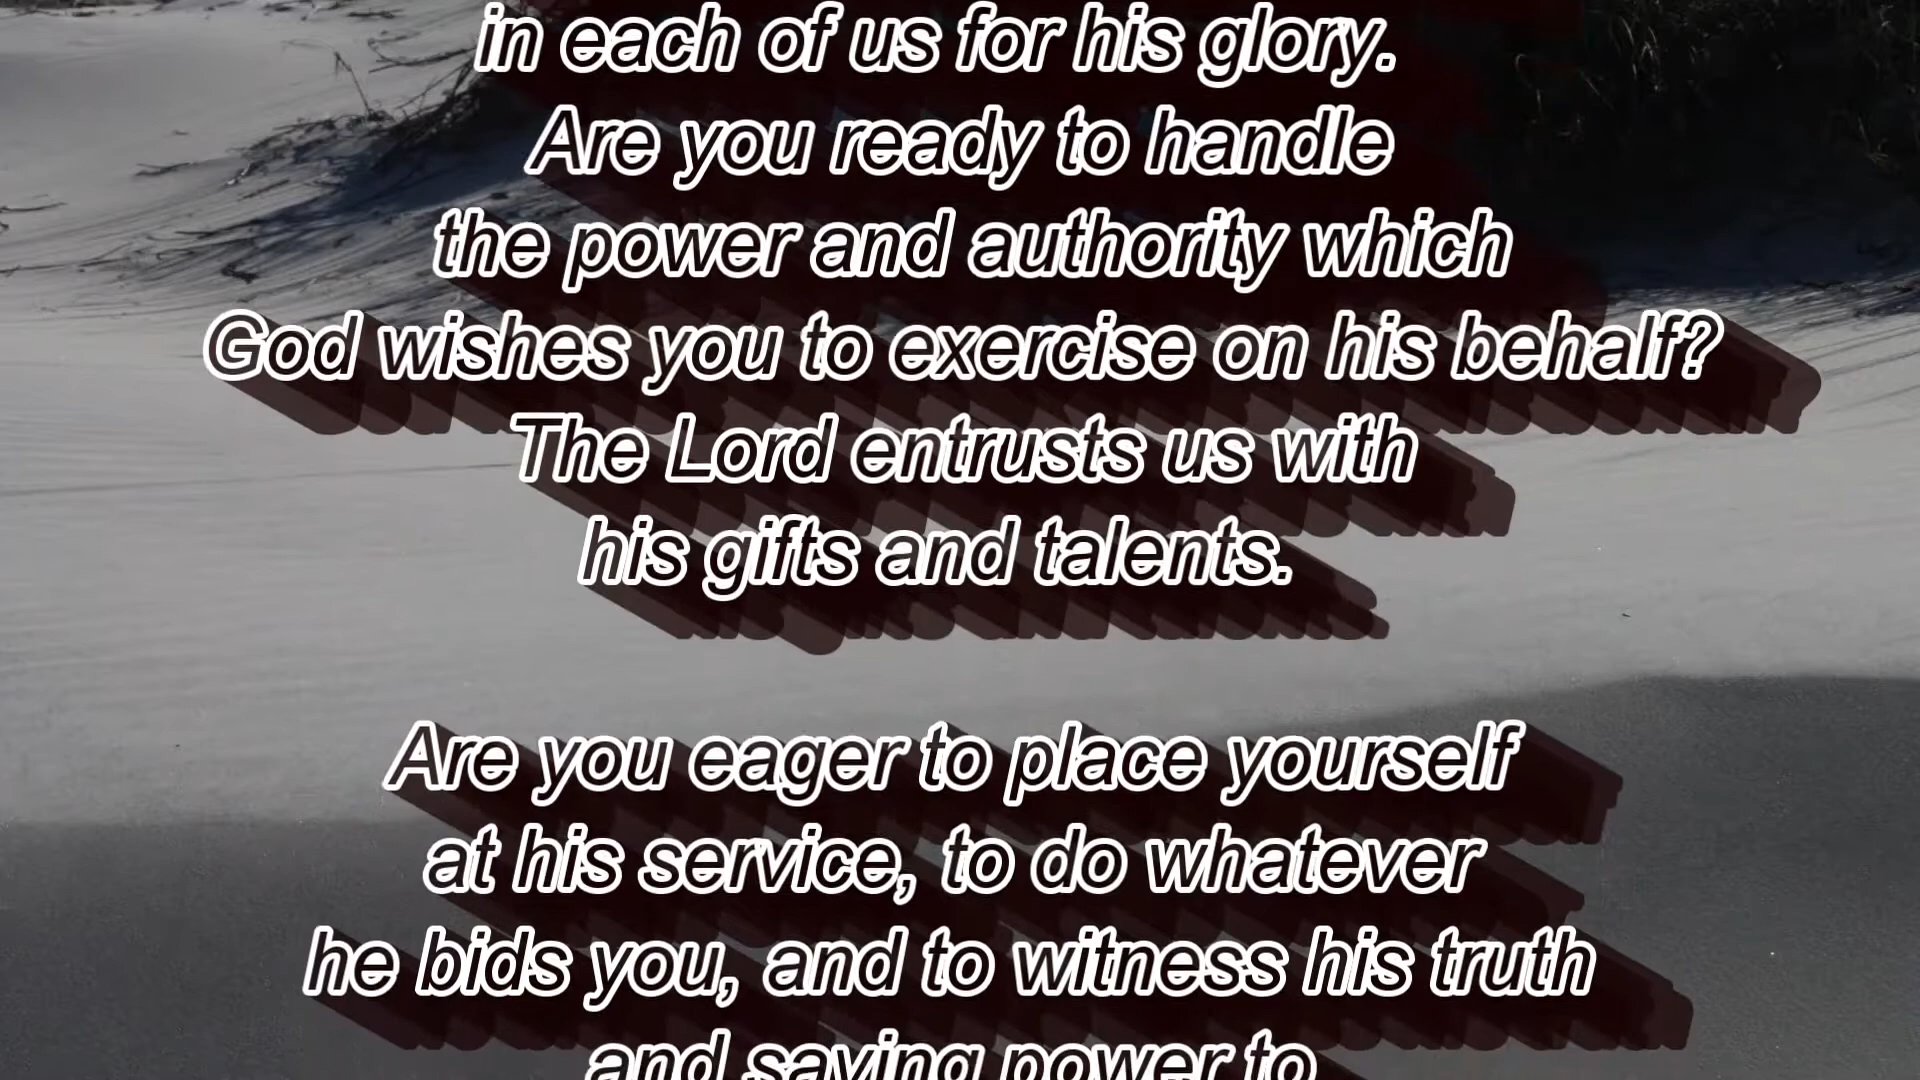 in each of us for his glory.
Are you ready to handle
the power and authority which
God wishes you to exercise on his behalf?
The Lord entrusts us with
his gifts and talents.
Are you eager to place yourself
at his service, to do whatever
he bids you, and to witness his truth
and saving power to